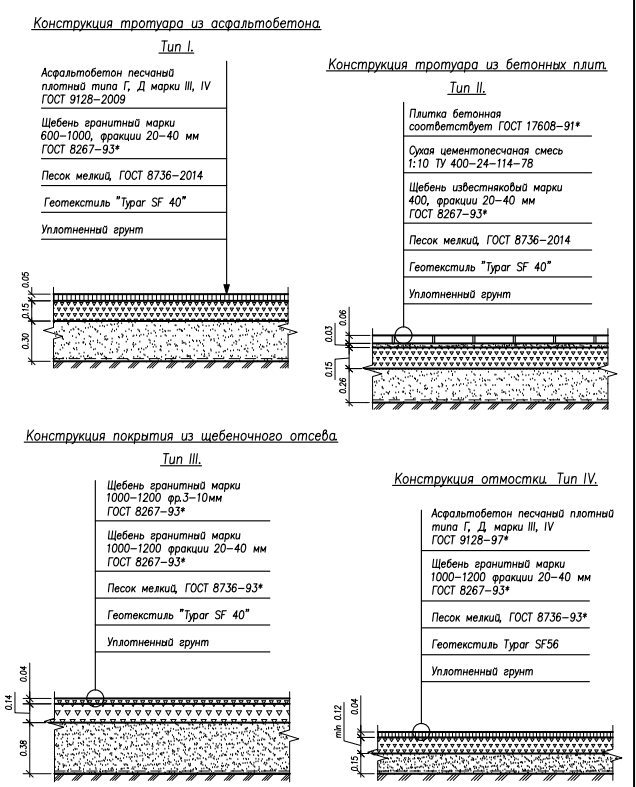 Конструкция тротуара из асфальтобетона.
Тип I.
Асфальтобетон песчаный
плотный типа Г, Д марки III, IV
ГОСТ 9128-2009
Щебень гранитный марки
600-1000, фракции 20-40 мм
ГОСТ 8267-93*
Песок мелкий, ГОСТ 8736-2014
Геотекстиль "Typar SF 40"
Уплотненный грунт
0.05
0.15
0.30
Конструкция тротуара из бетонных плит.
Тип II.
Плитка бетонная
соответствует ГОСТ 17608-91*
Сухая цементопесчаная смесь
1:10 ТУ 400-24-114-78
Щебень известняковый марки
400, фракции 20-40 мм
ГОСТ 8267-93*
Песок мелкий, ГОСТ 8736-2014
Геотекстиль "Typar SF 40"
Уплотненный грунт
0.06
0.03
0.15
0.26
Конструкция покрытия из щебеночного отсева.
Тип III.
Щебень гранитный марки
1000-1200 фр.3-10мм
ГОСТ 8267-93*
Щебень гранитный марки
1000-1200 фракции 20-40 мм
ГОСТ 8267-93*
Песок мелкий, ГОСТ 8736-93*
Геотекстиль "Typar SF 40"
Уплотненный грунт
0.04
0.14
0.38
Конструкция отмостки. Тип IV.
Асфальтобетон песчаный плотный
типа Г, Д, марки III, IV
ГОСТ 9128-97*
Щебень гранитный марки
1000-1200 фракции 20-40 мм
ГОСТ 8267-93*
Песок мелкий, ГОСТ 8736-93*
Геотекстиль Typar SF56
Уплотненный грунт
0.04
min 0.12
0.15